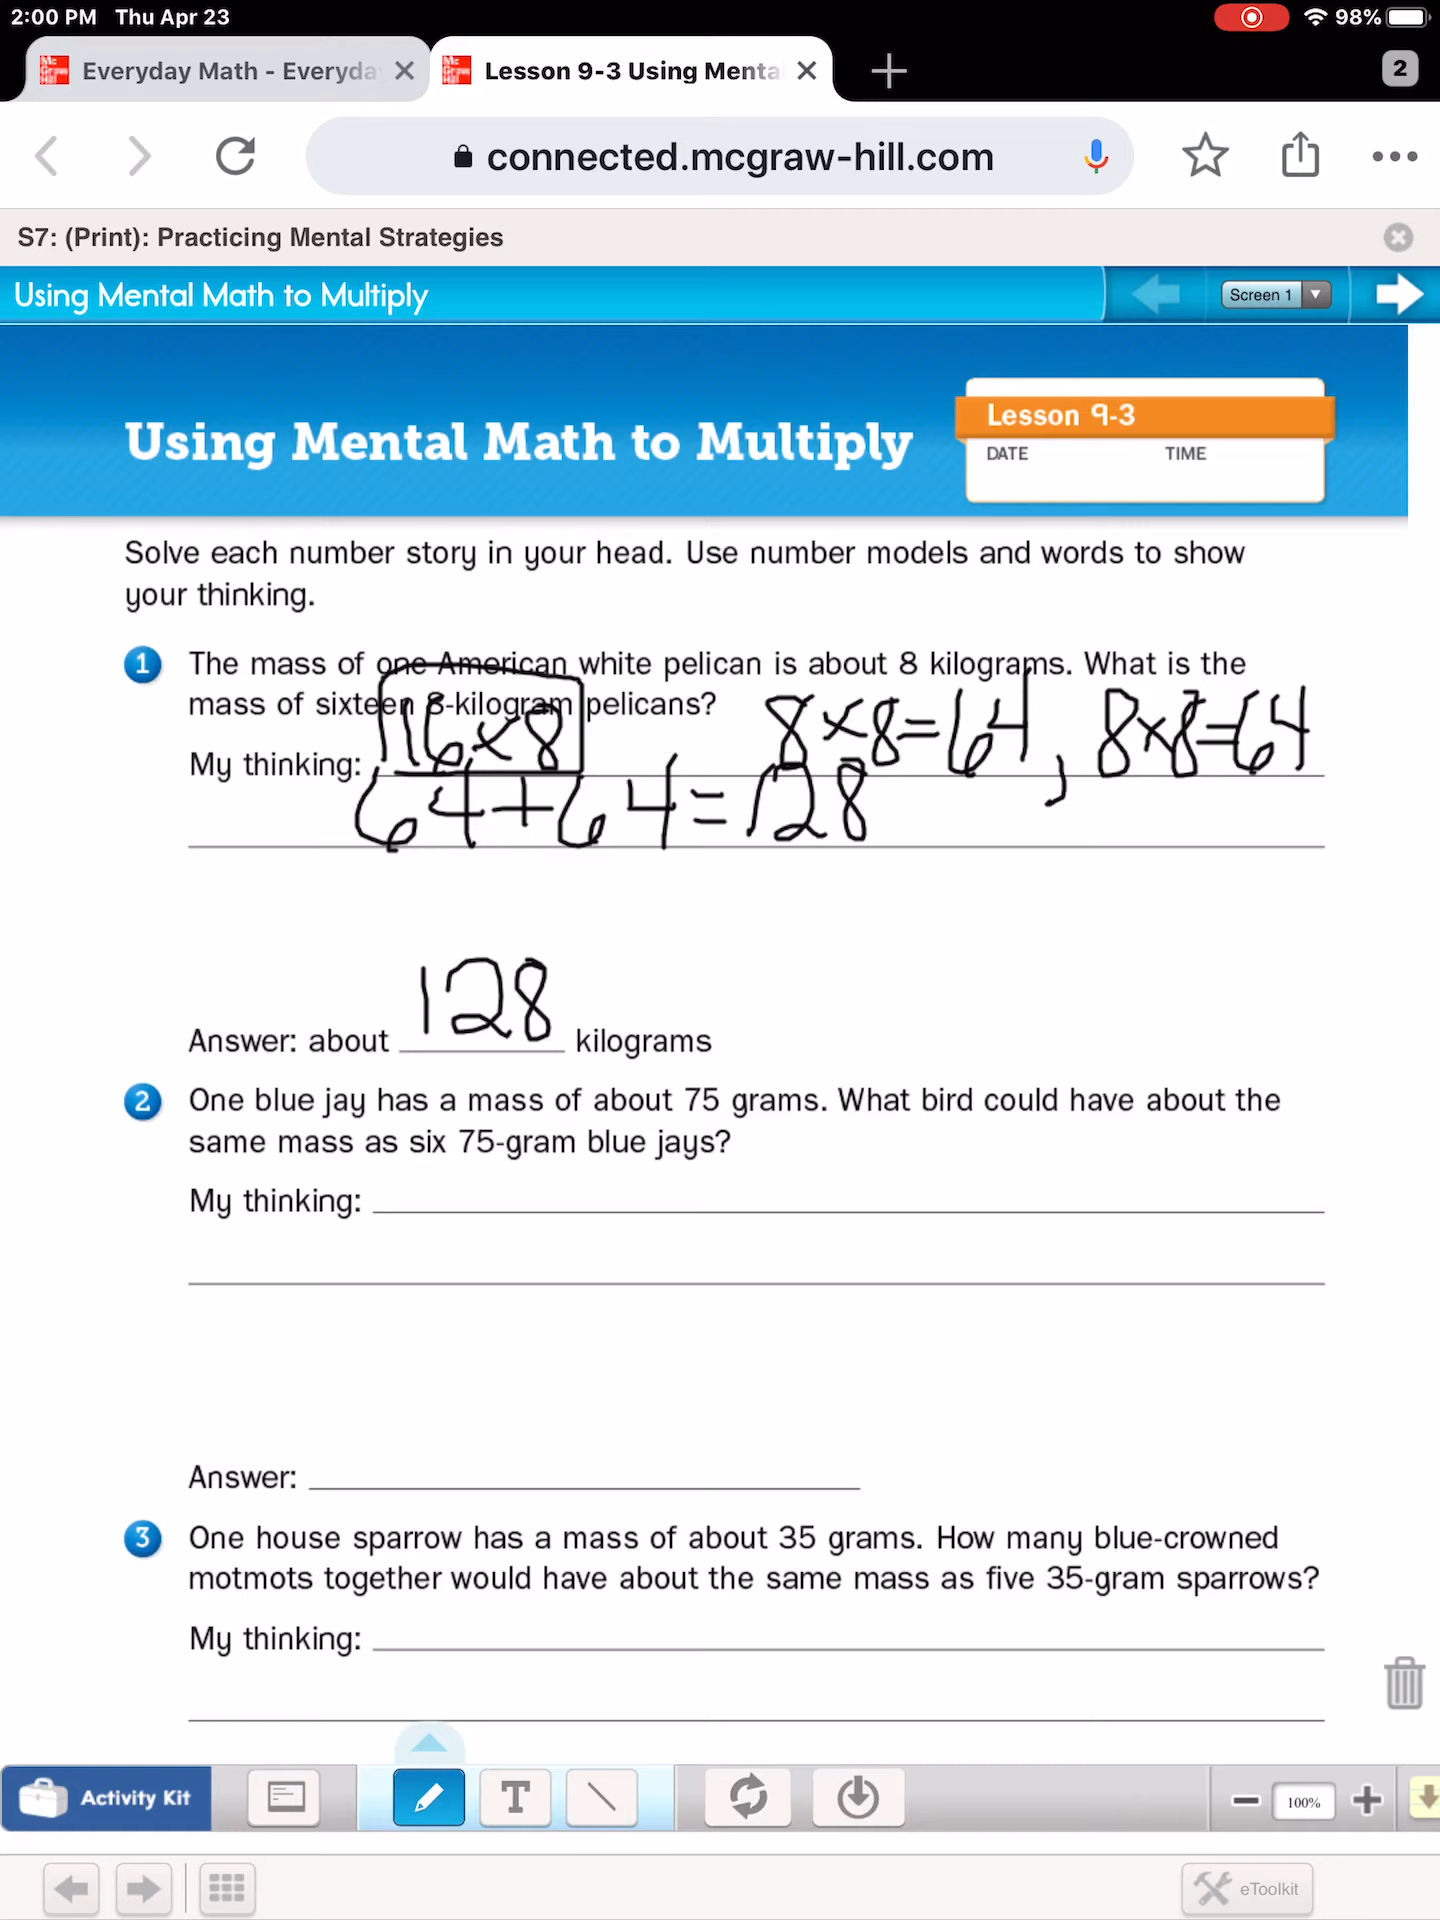 2:00 PM Thu Apr 23
98%
Everyday Math - Everyda
Lesson 9-3 Using Menta
2
connected.mcgraw-hill.com
S7: (Print): Practicing Mental Strategies
Using Mental Math to Multiply
Screen 1
Using Mental Math to Multiply
Lesson 9-3
DATE TIME
Solve each number story in your head. Use number models and words to show
your thinking.
1 The mass of one American white pelican is about 8 kilograms. What is the
mass of sixteen 8-kilogram pelicans?
My thinking: 16×8 8×8=64, 8×8=64
64+64=128
128
Answer: about kilograms
2 One blue jay has a mass of about 75 grams. What bird could have about the
same mass as six 75-gram blue jays?
My thinking:
Answer:
3 One house sparrow has a mass of about 35 grams. How many blue-crowned
motmots together would have about the same mass as five 35-gram sparrows?
My thinking:
Activity Kit
T
100%
eToolkit